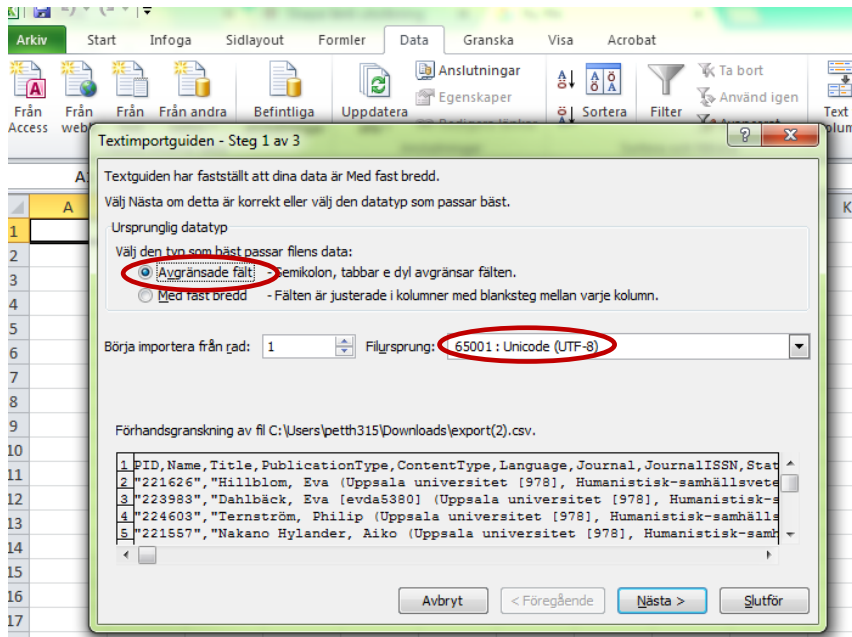 Arkiv Start Infoga Sidlayout Formler Data Granska Visa Acrobat
Från Access
Från
Från
Från andra
Befintliga
Uppdatera
Anslutningar
Egenskaper
Sortera
Filter
Ta bort
Använd igen
Text
Textimportguiden - Steg 1 av 3
Textguiden har fastställt att dina data är Med fast bredd.
Välj Nästa om detta är korrekt eller välj den datatyp som passar bäst.
Ursprunglig datatyp
Välj den typ som bäst passar filens data:
Avgränsade fält - Semikolon, tabbar e dyl avgränsar fälten.
Med fast bredd - Fälten är justerade i kolumner med blanksteg mellan varje kolumn.
Börja importera från rad: 1 Filursprung: 65001 : Unicode (UTF-8)
Förhandsgranskning av fil C:\Users\petth315\Downloads\export(2).csv.
1 PID,Name,Title,PublicationType,ContentType,Language,Journal,JournalISSN,Stat
2 "221626","Hillblom, Eva (Uppsala universitet [978], Humanistisk-samhällsvete
3 "223983","Dahlbäck, Eva [evda5380] (Uppsala universitet [978], Humanistisk-s
4 "224603","Ternström, Philip (Uppsala universitet [978], Humanistisk-samhälls
5 "221557","Nakano Hylander, Aiko (Uppsala universitet [978], Humanistisk-samh
Avbryt < Föregående Nästa > Slutför
A
K
1
2
3
4
5
6
7
8
9
10
11
12
13
14
15
16
17